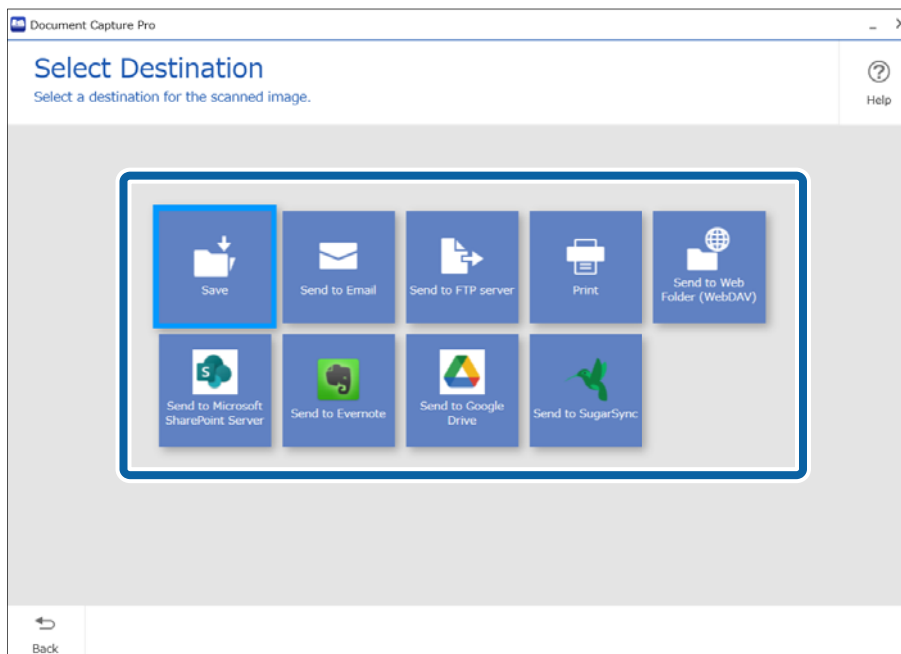 Document Capture Pro
Select Destination
Select a destination for the scanned image.
Help
Save
Send to Email
Send to FTP server
Print
Send to Web
Folder (WebDAV)
Send to Microsoft
SharePoint Server
Send to Evernote
Send to Google
Drive
Send to SugarSync
Back